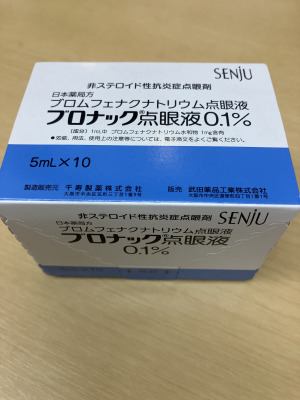 SENJU
非ステロイド性抗炎症点眼剤
日本薬局方
ブロムフェナクナトリウム点眼液
ブロナック点眼液0.1%
[成分] 1mL中 ブロムフェナクナトリウム水和物 1mg含有
●効能、用法、使用上の注意等については、電子添文をよくご覧ください。
5mL×10
製造販売元 千寿製薬株式会社
販売 武田薬品工業株式会社
非ステロイド性抗炎症点眼剤 SENJU
日本薬局方
ブロムフェナクナトリウム点眼液
ブロナック点眼液
0.1%